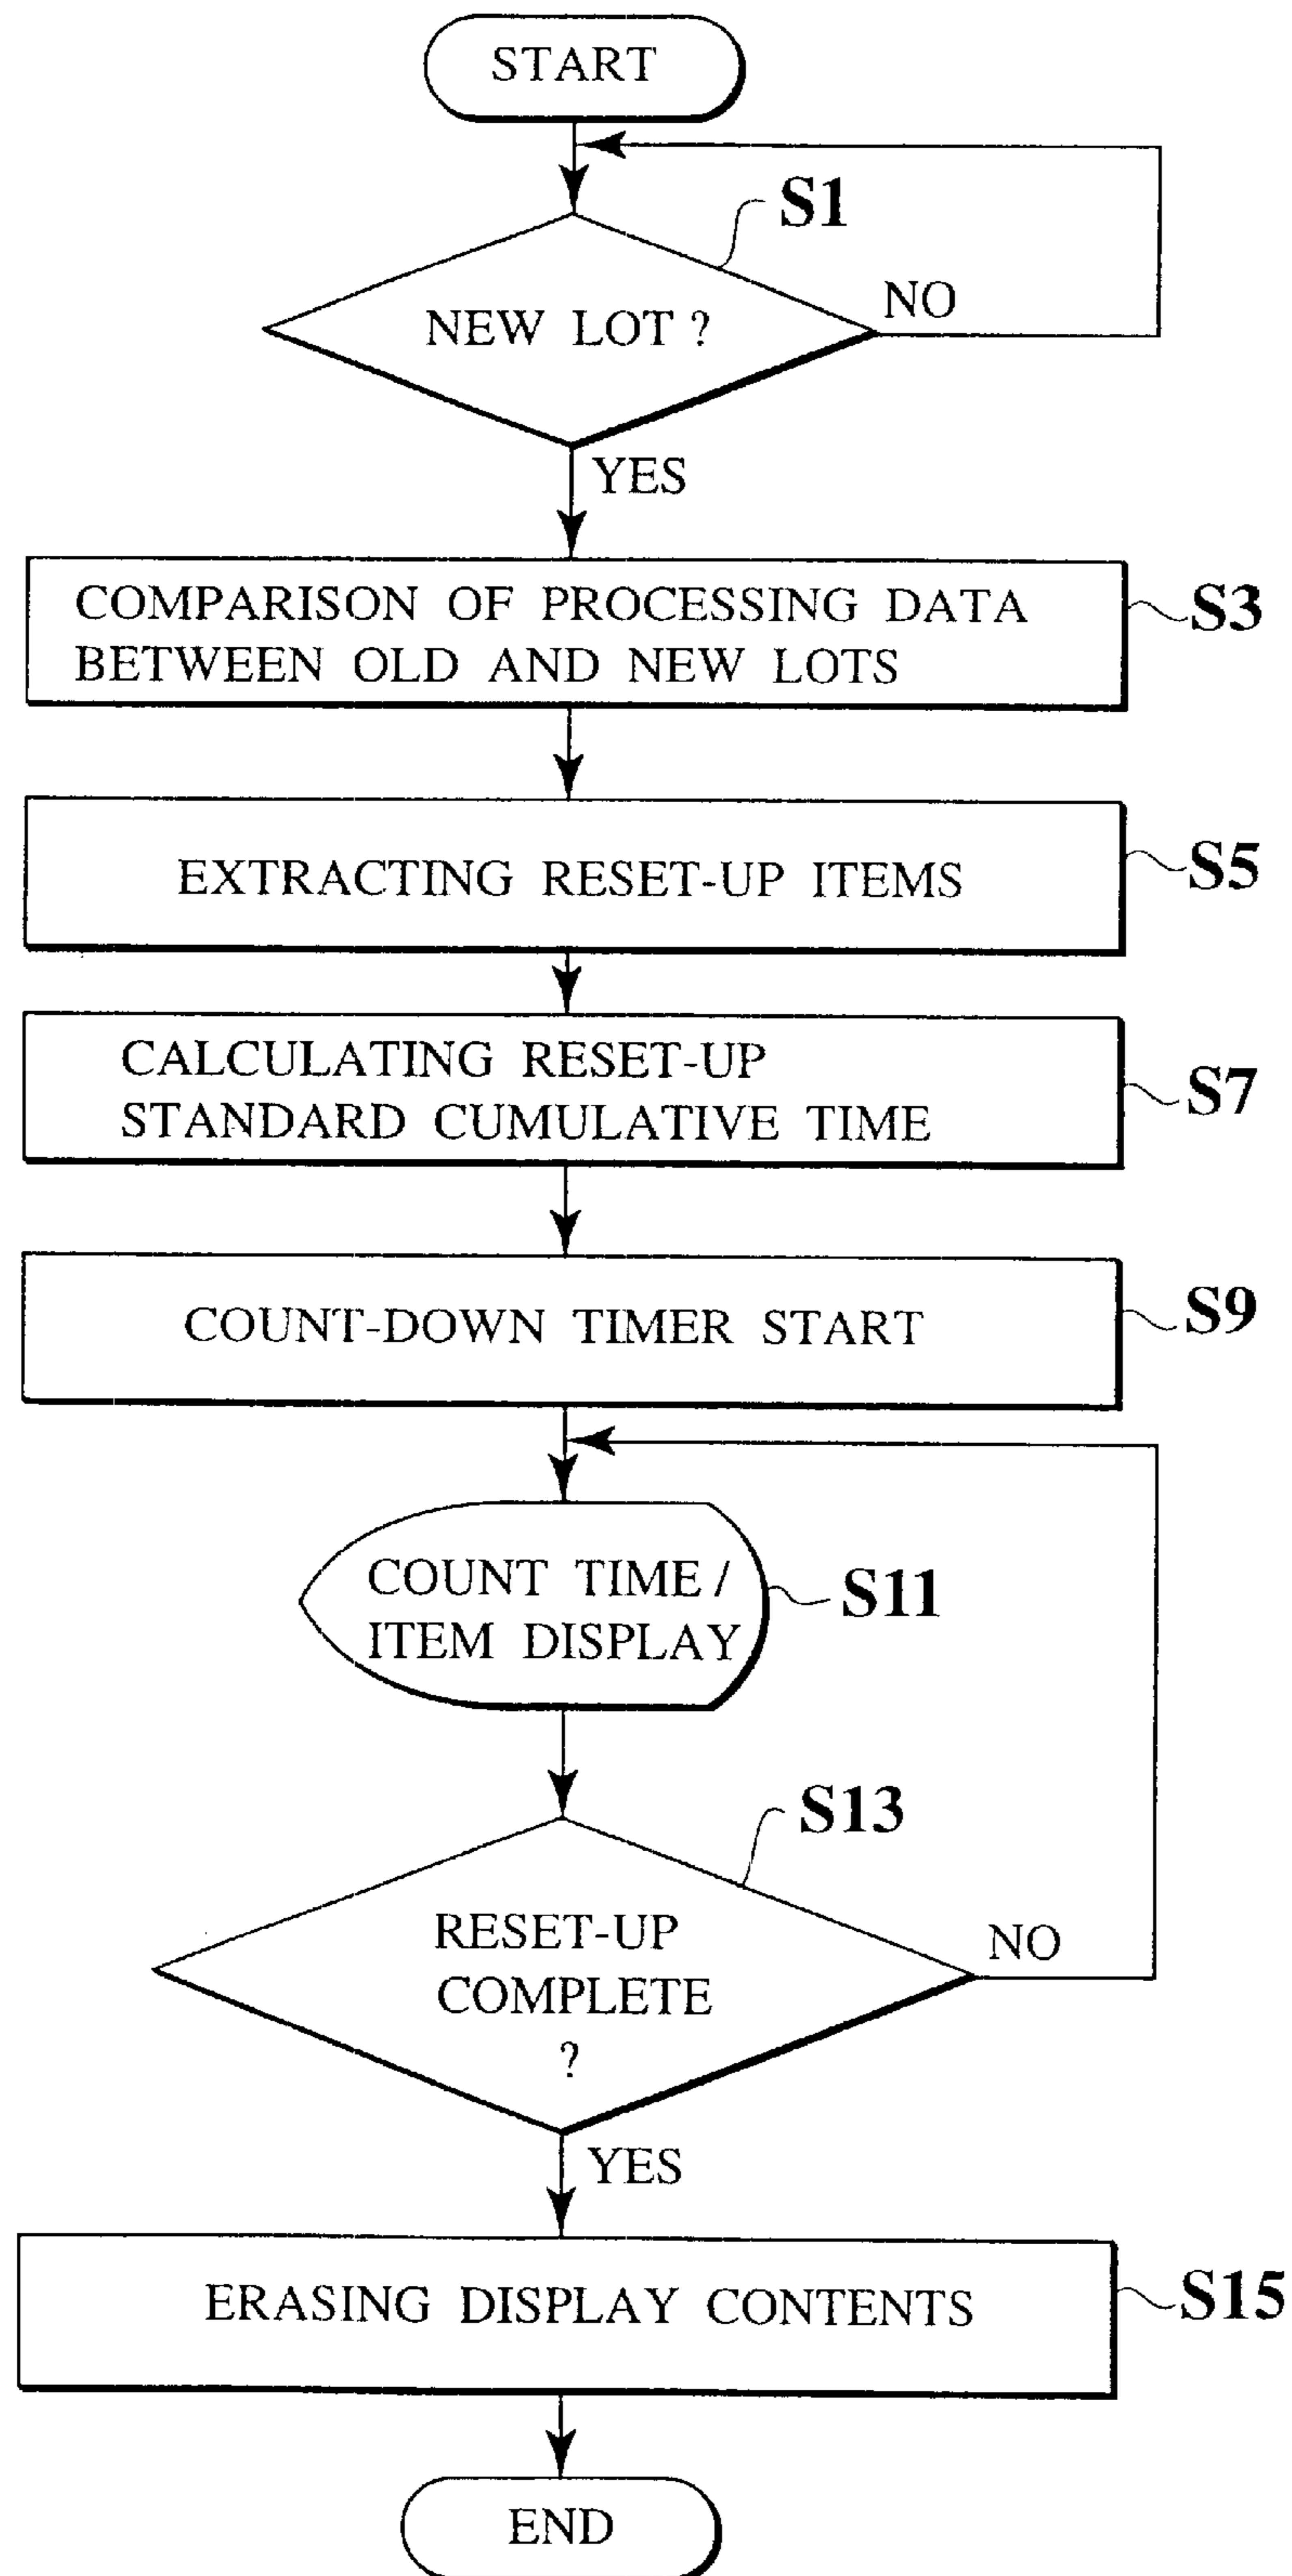 START
S1
NEW LOT ?
NO
YES
COMPARISON OF PROCESSING DATA
BETWEEN OLD AND NEW LOTS
S3
EXTRACTING RESET-UP ITEMS
S5
CALCULATING RESET-UP
STANDARD CUMULATIVE TIME
S7
COUNT-DOWN TIMER START
S9
COUNT TIME /
ITEM DISPLAY
S11
S13
RESET-UP
COMPLETE
?
NO
YES
ERASING DISPLAY CONTENTS
S15
END